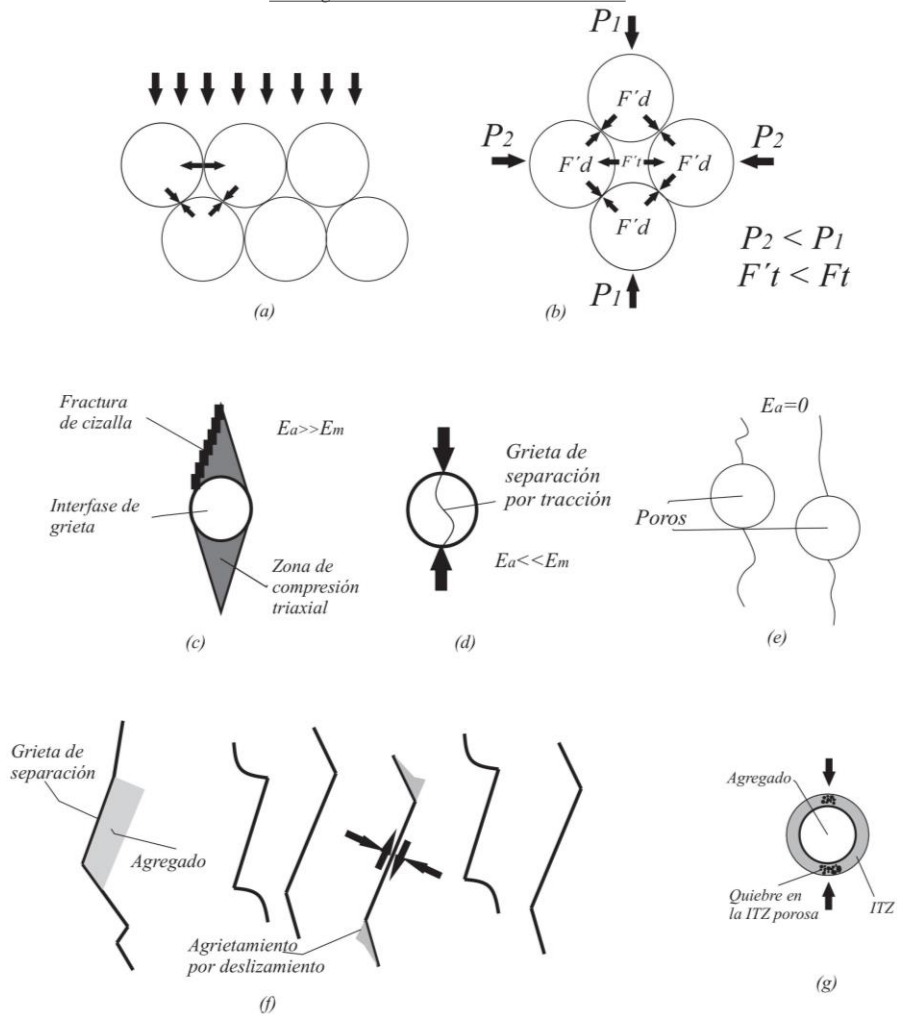 P1
P2
F´d
P2
F´d
F´t
F´d
F´d
P1
P2 < P1
F´t < Ft
(a)
(b)
Fractura
de cizalla
Ea>>Em
Interfase de
grieta
Zona de
compresión
triaxial
(c)
Grieta de
separación
por tracción
Ea<<Em
(d)
Ea=0
Poros
(e)
Grieta de
separación
Agregado
Agrietamiento
por deslizamiento
(f)
Agregado
Quiebre en
la ITZ porosa
ITZ
(g)